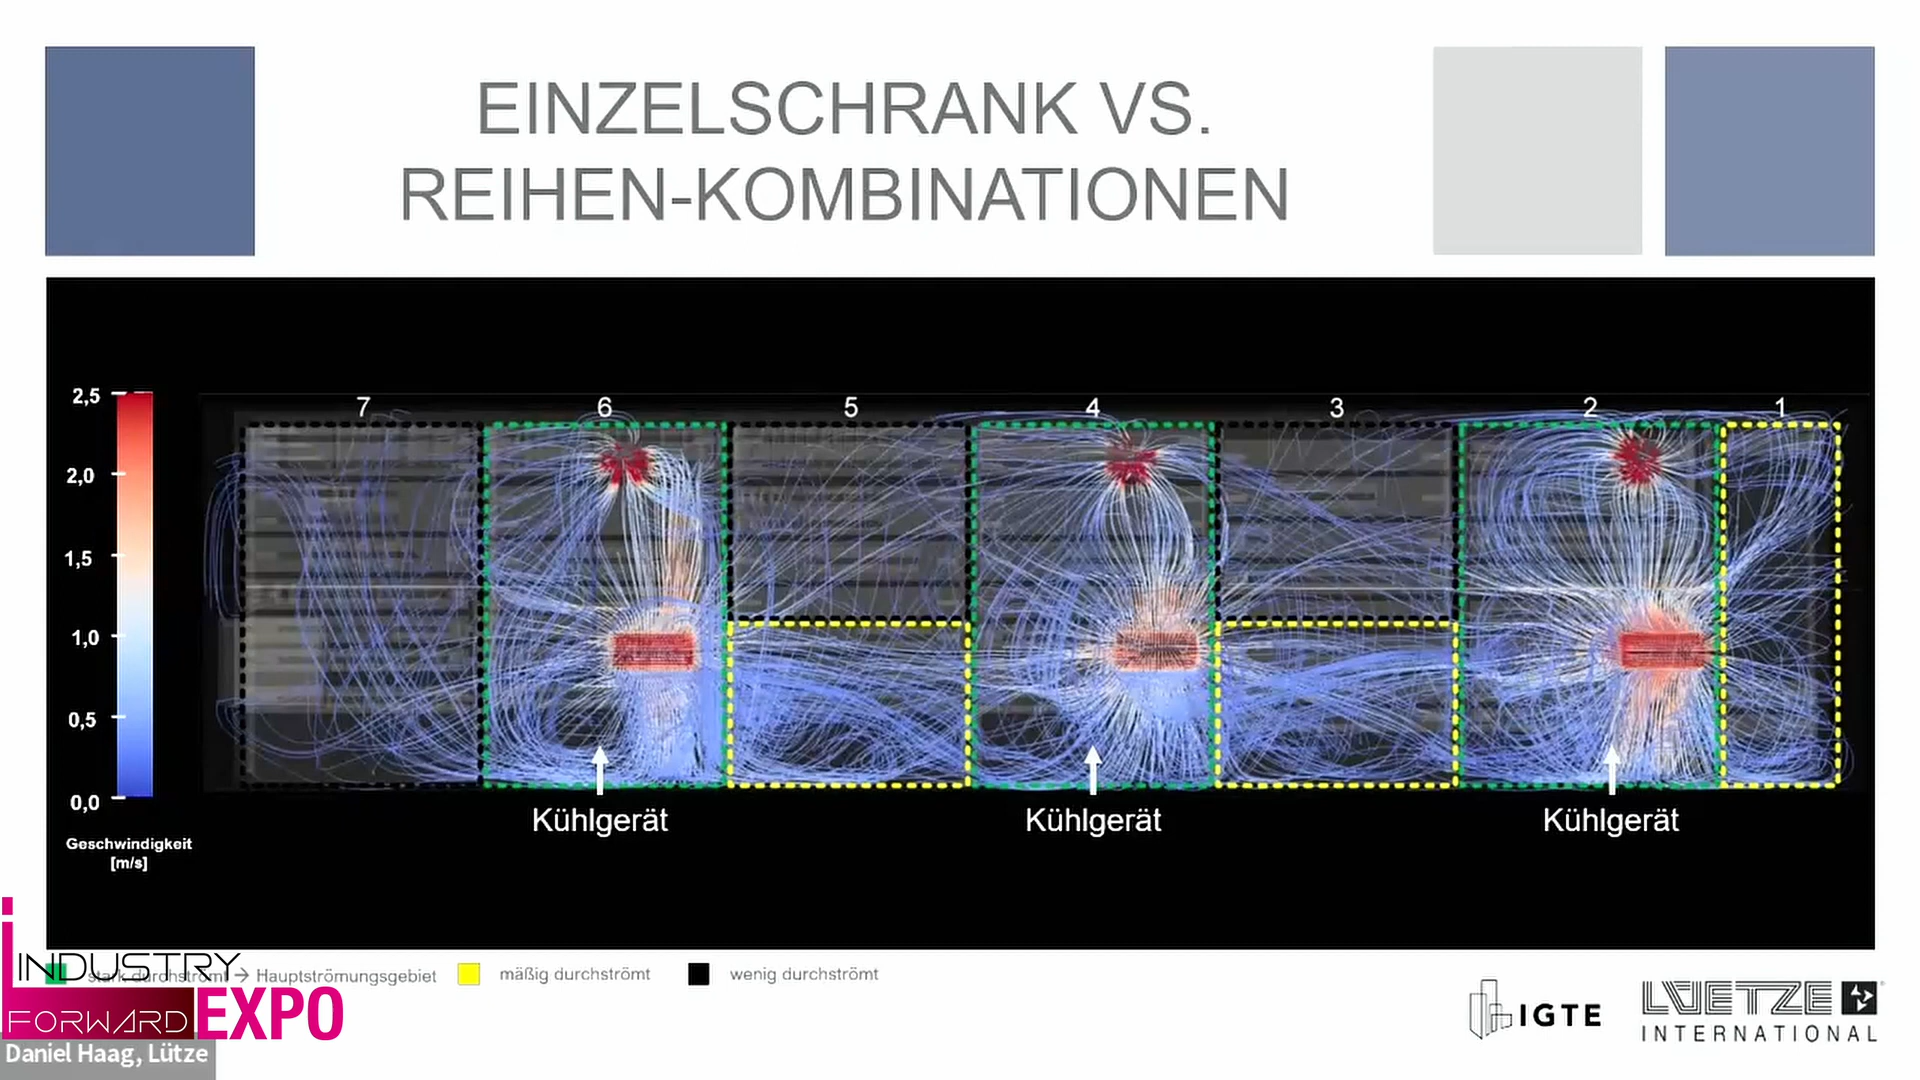 EINZELSCHRANK VS.
REIHEN-KOMBINATIONEN
2,5
2,0
1,5
1,0
0,5
0,0
Geschwindigkeit
[m/s]
7 6 5 4 3 2 1
Kühlgerät Kühlgerät Kühlgerät
stark durchströmt → Hauptströmungsgebiet mäßig durchströmt wenig durchströmt
INDUSTRY
FORWARD EXPO
Daniel Haag, Lütze
IGTE
LUETZE
INTERNATIONAL